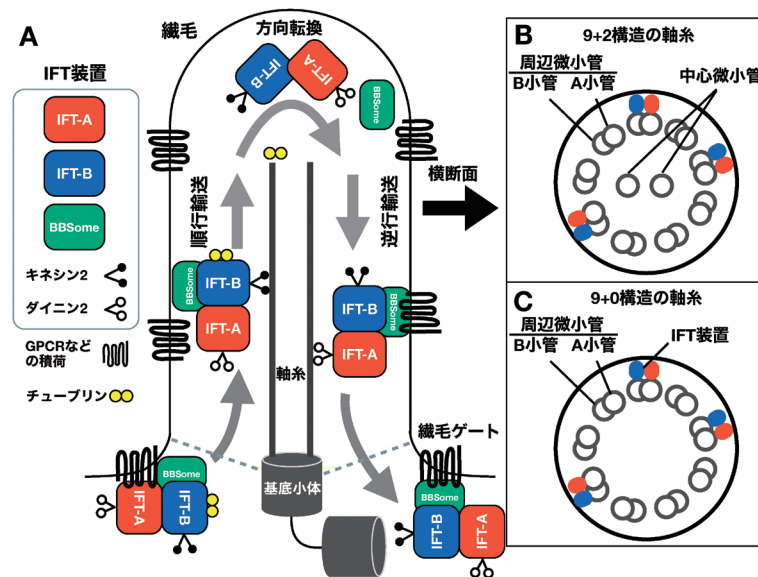 A
繊毛
方向転換
IFT装置
IFT-A
IFT-B
BBSome
キネシン2
ダイニン2
GPCRなど
の積荷
チューブリン
IFT-B
IFT-A
BBSome
順行輸送
逆行輸送
横断面
BBSome
IFT-B
IFT-A
IFT-B
BBSome
IFT-A
軸糸
繊毛ゲート
基底小体
BBSome
IFT-A
IFT-B
BBSome
IFT-B
IFT-A
B
9+2構造の軸糸
周辺微小管
B小管 A小管
中心微小管
C
9+0構造の軸糸
周辺微小管
B小管 A小管
IFT装置